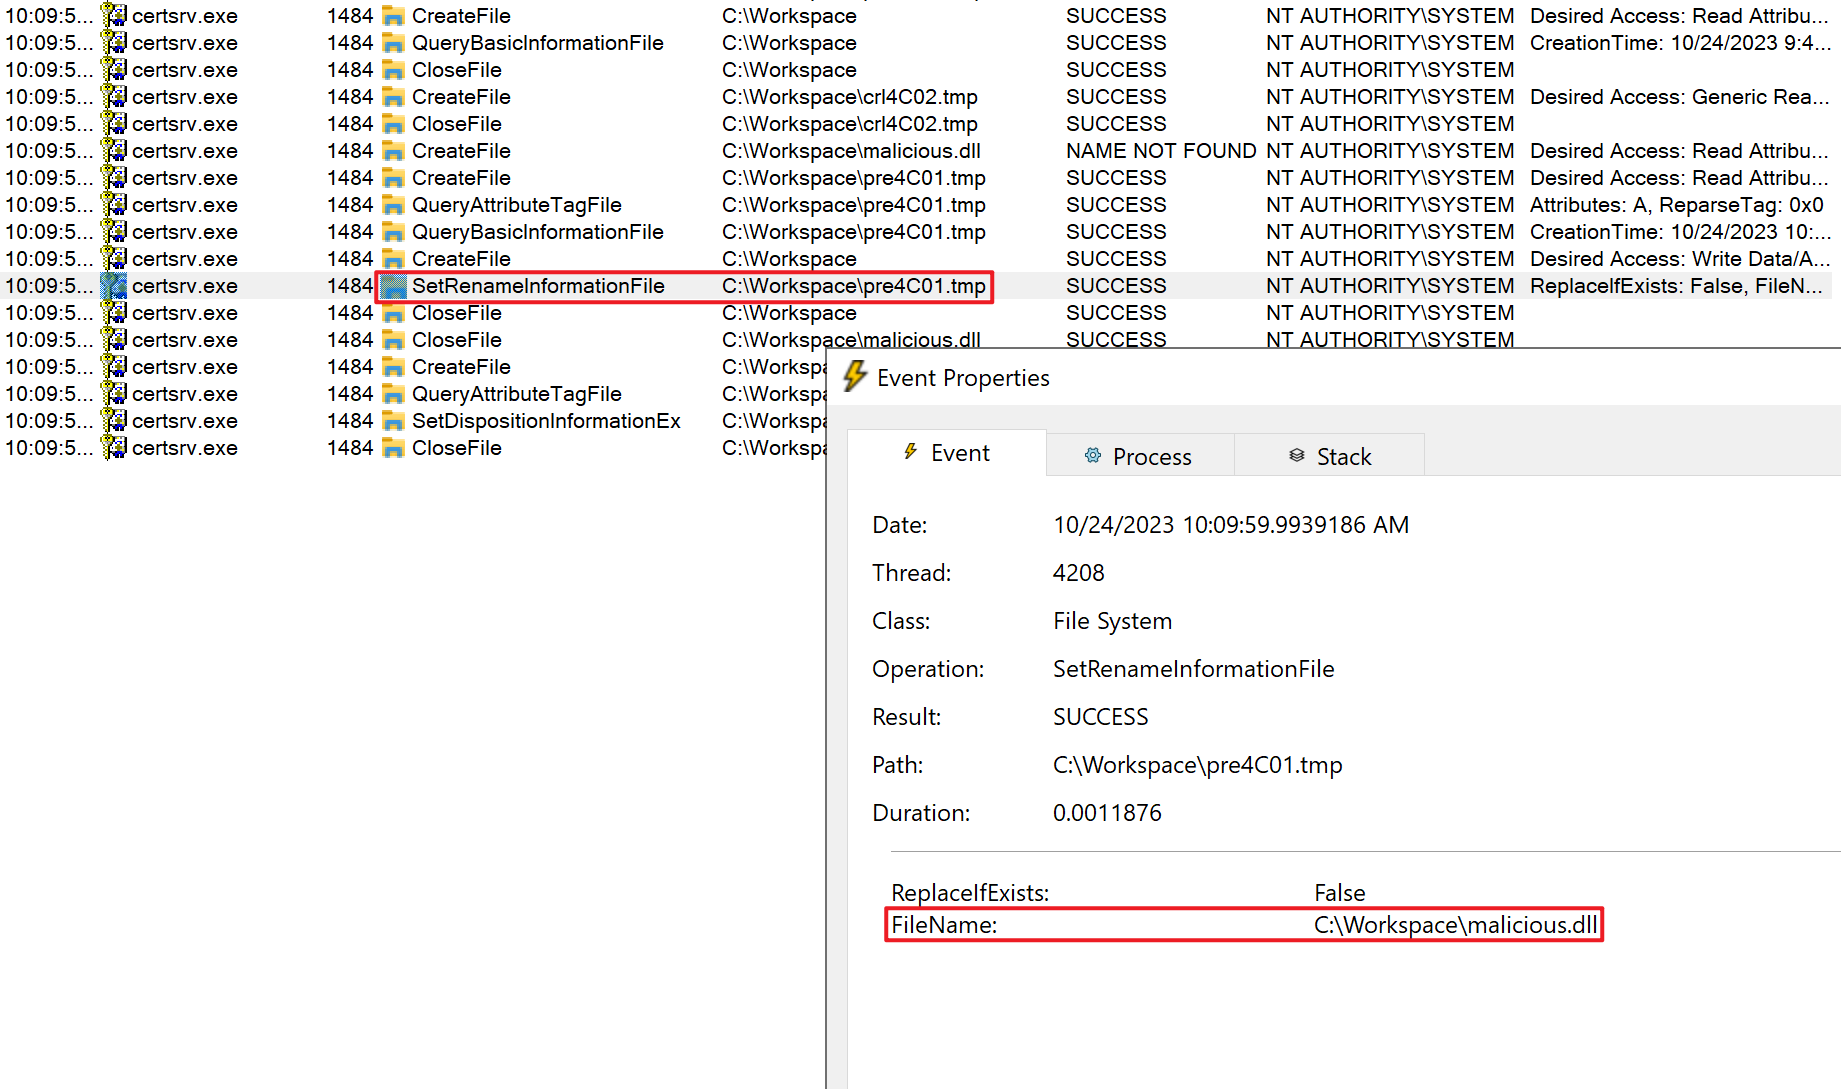 10:09:5... certsrv.exe 1484 CreateFile C:\Workspace SUCCESS NT AUTHORITY\SYSTEM Desired Access: Read Attribu...
10:09:5... certsrv.exe 1484 QueryBasicInformationFile C:\Workspace SUCCESS NT AUTHORITY\SYSTEM CreationTime: 10/24/2023 9:4...
10:09:5... certsrv.exe 1484 CloseFile C:\Workspace SUCCESS NT AUTHORITY\SYSTEM
10:09:5... certsrv.exe 1484 CreateFile C:\Workspace\crl4C02.tmp SUCCESS NT AUTHORITY\SYSTEM Desired Access: Generic Rea...
10:09:5... certsrv.exe 1484 CloseFile C:\Workspace\crl4C02.tmp SUCCESS NT AUTHORITY\SYSTEM
10:09:5... certsrv.exe 1484 CreateFile C:\Workspace\malicious.dll NAME NOT FOUND NT AUTHORITY\SYSTEM Desired Access: Read Attribu...
10:09:5... certsrv.exe 1484 CreateFile C:\Workspace\pre4C01.tmp SUCCESS NT AUTHORITY\SYSTEM Desired Access: Read Attribu...
10:09:5... certsrv.exe 1484 QueryAttributeTagFile C:\Workspace\pre4C01.tmp SUCCESS NT AUTHORITY\SYSTEM Attributes: A, ReparseTag: 0x0
10:09:5... certsrv.exe 1484 QueryBasicInformationFile C:\Workspace\pre4C01.tmp SUCCESS NT AUTHORITY\SYSTEM CreationTime: 10/24/2023 10:...
10:09:5... certsrv.exe 1484 CreateFile C:\Workspace SUCCESS NT AUTHORITY\SYSTEM Desired Access: Write Data/A...
10:09:5... certsrv.exe 1484 SetRenameInformationFile C:\Workspace\pre4C01.tmp SUCCESS NT AUTHORITY\SYSTEM ReplaceIfExists: False, FileN...
10:09:5... certsrv.exe 1484 CloseFile C:\Workspace SUCCESS NT AUTHORITY\SYSTEM
10:09:5... certsrv.exe 1484 CloseFile C:\Workspace\malicious.dll SUCCESS NT AUTHORITY\SYSTEM
10:09:5... certsrv.exe 1484 CreateFile C:\Workspa
10:09:5... certsrv.exe 1484 QueryAttributeTagFile C:\Workspa
10:09:5... certsrv.exe 1484 SetDispositionInformationEx C:\Workspa
10:09:5... certsrv.exe 1484 CloseFile C:\Workspa
Event Properties
Event Process Stack
Date: 10/24/2023 10:09:59.9939186 AM
Thread: 4208
Class: File System
Operation: SetRenameInformationFile
Result: SUCCESS
Path: C:\Workspace\pre4C01.tmp
Duration: 0.0011876
ReplaceIfExists: False
FileName: C:\Workspace\malicious.dll